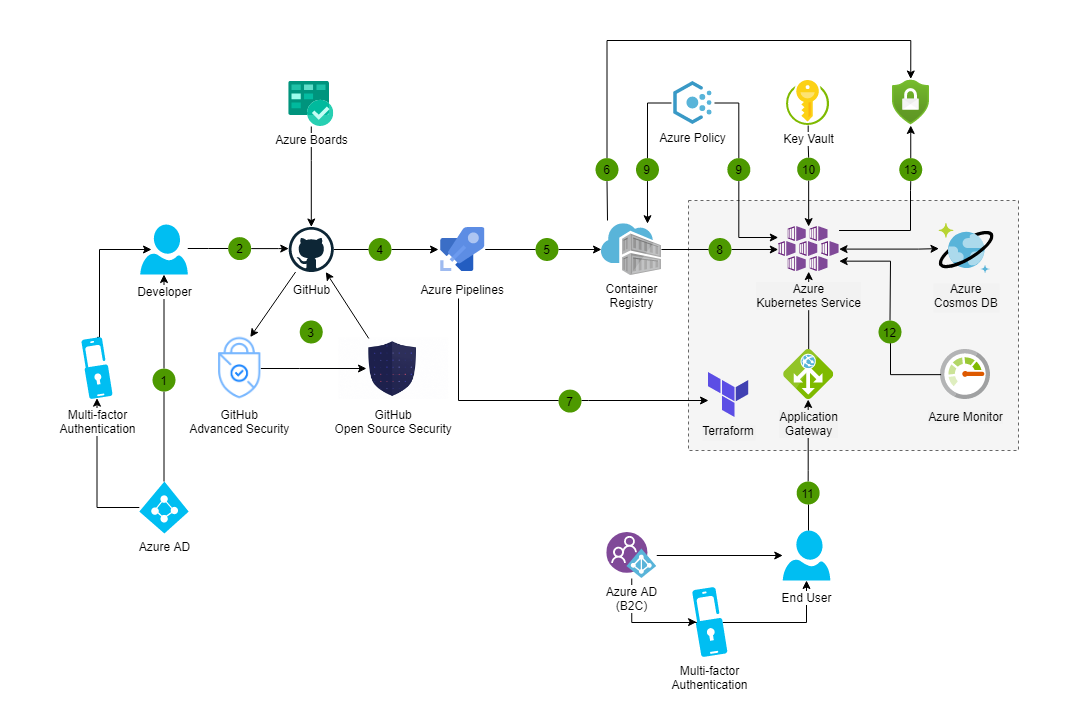 Azure Boards
Azure Policy
Key Vault
6
9
9
10
13
2
4
5
8
Developer
GitHub
Azure Pipelines
Container
Registry
Azure
Kubernetes Service
Azure
Cosmos DB
3
12
1
7
Multi-factor
Authentication
GitHub
Advanced Security
GitHub
Open Source Security
Terraform
Application
Gateway
Azure Monitor
11
Azure AD
Azure AD
(B2C)
End User
Multi-factor
Authentication